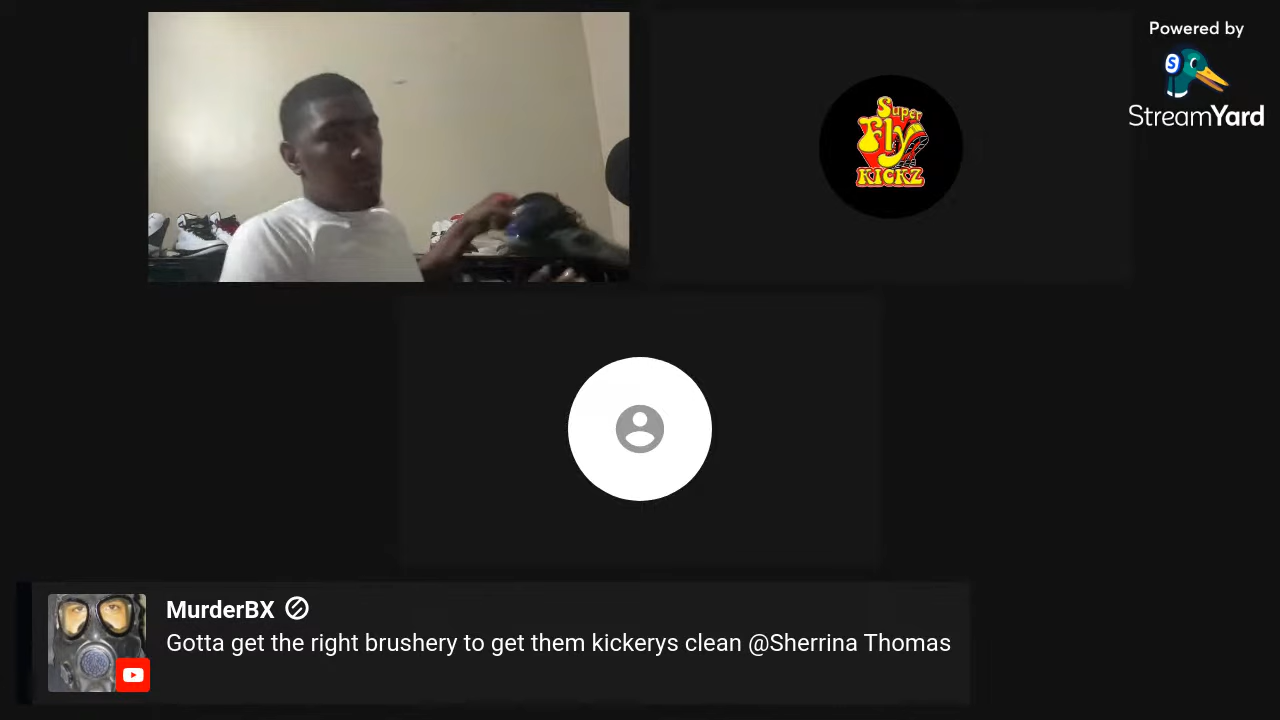 Powered by
StreamYard
S
Super
Fly
KICKZ
MurderBX
Gotta get the right brushery to get them kickerys clean @Sherrina Thomas